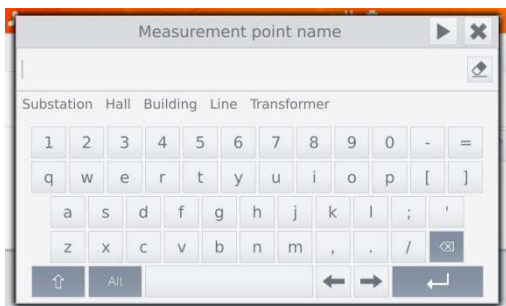 Measurement point name
Substation Hall Building Line Transformer
1 2 3 4 5 6 7 8 9 0 - =
q w e r t y u i o p [ ]
a s d f g h j k l ; '
z x c v b n m , . /
Alt